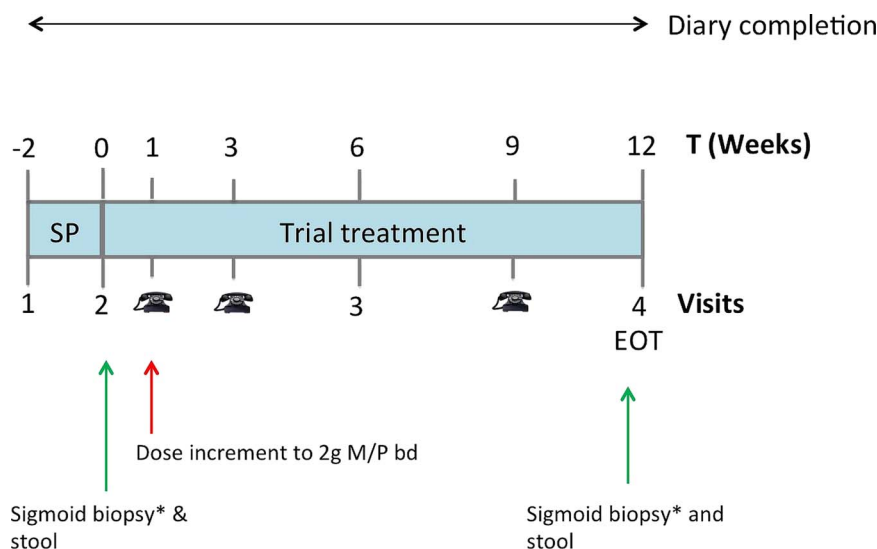 Diary completion
-2 0 1 3 6 9 12 T (Weeks)
SP Trial treatment
1 2 3 4 Visits
EOT
Dose increment to 2g M/P bd
Sigmoid biopsy* &
stool
Sigmoid biopsy* and
stool